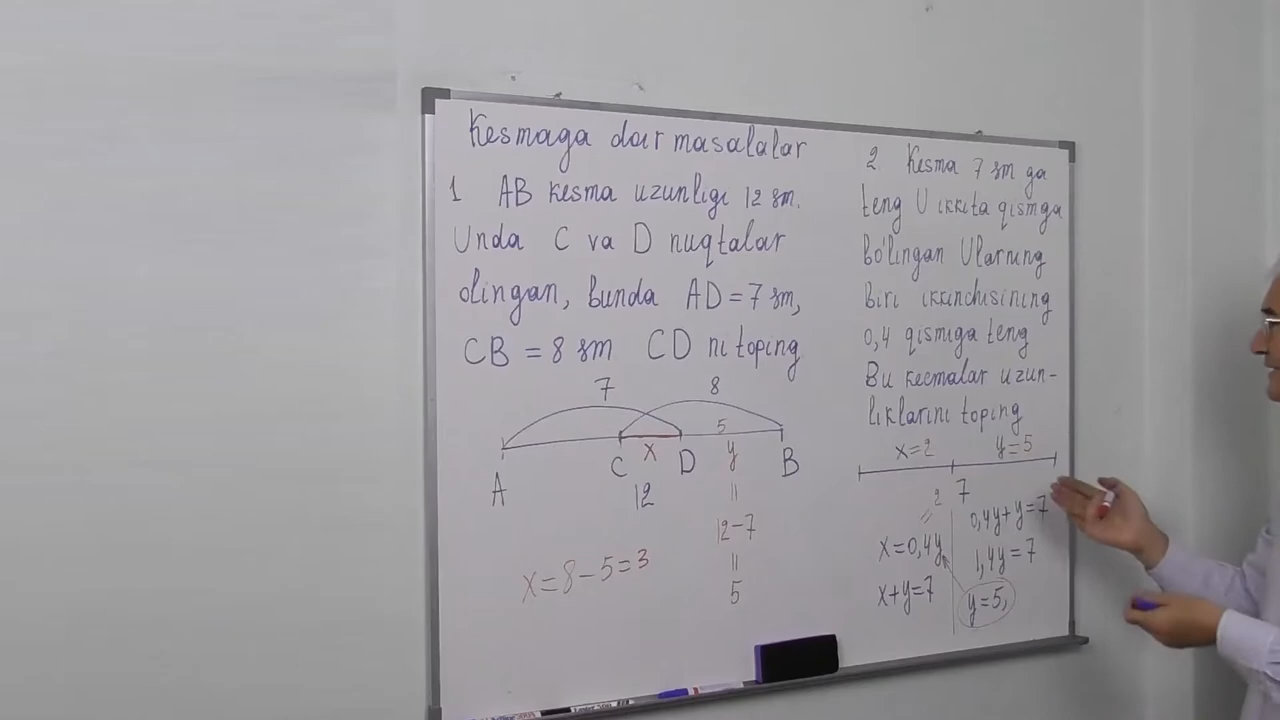 Kesmaga doir masalalar
1 AB kesma uzunligi 12 sm.
Unda C va D nuqtalar
olingan, bunda AD = 7 sm,
CB = 8 sm CD ni toping
7 8
5
x y
A C D B
12
||
12-7
||
5
x=8-5=3
2. Kesma 7 sm ga
teng U ikkita qismga
bo'lingan Ularning
biri ikkinchisining
0,4 qismiga teng
Bu kesmalar uzun-
liklarini toping
x=2 y=5
7
2
||
x=0,4y
x+y=7
0,4y+y=7
1,4y=7
y=5,